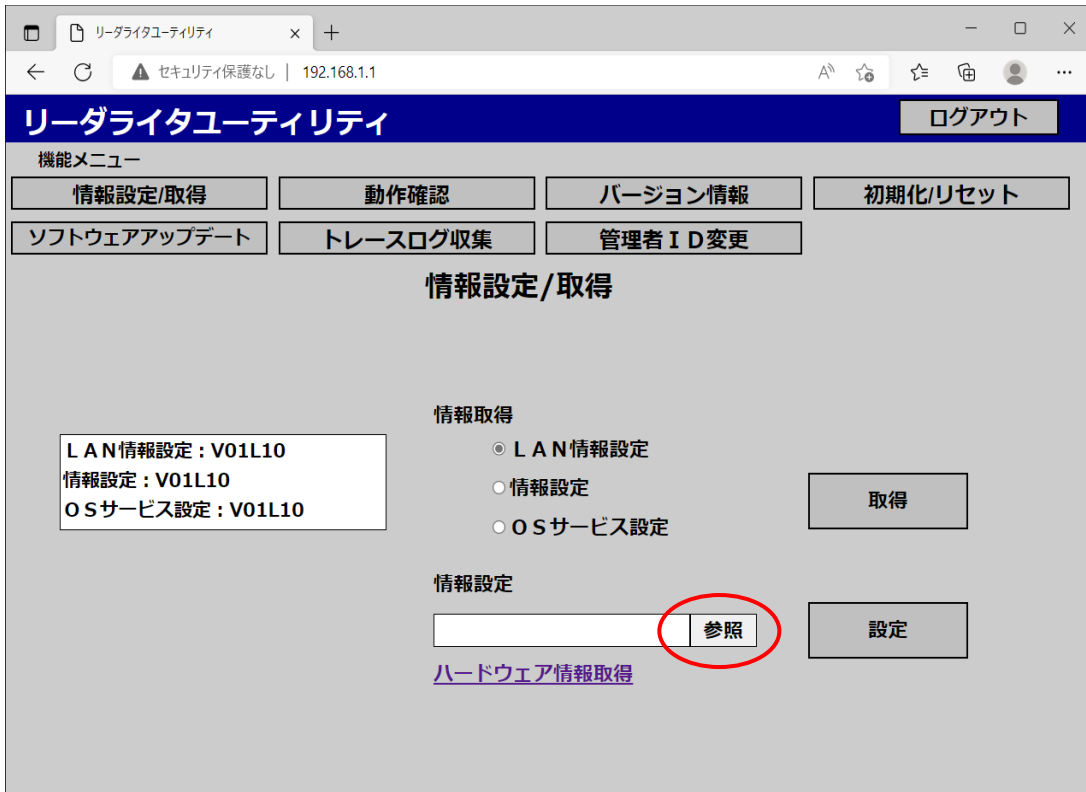 リーダライタユーティリティ
セキュリティ保護なし | 192.168.1.1
リーダライタユーティリティ
ログアウト
機能メニュー
情報設定/取得 動作確認 バージョン情報 初期化/リセット
ソフトウェアアップデート トレースログ収集 管理者ＩＤ変更
情報設定/取得
情報取得
ＬＡＮ情報設定：V01L10
情報設定：V01L10
ＯＳサービス設定：V01L10
ＬＡＮ情報設定
情報設定
ＯＳサービス設定
取得
情報設定
参照
設定
ハードウェア情報取得